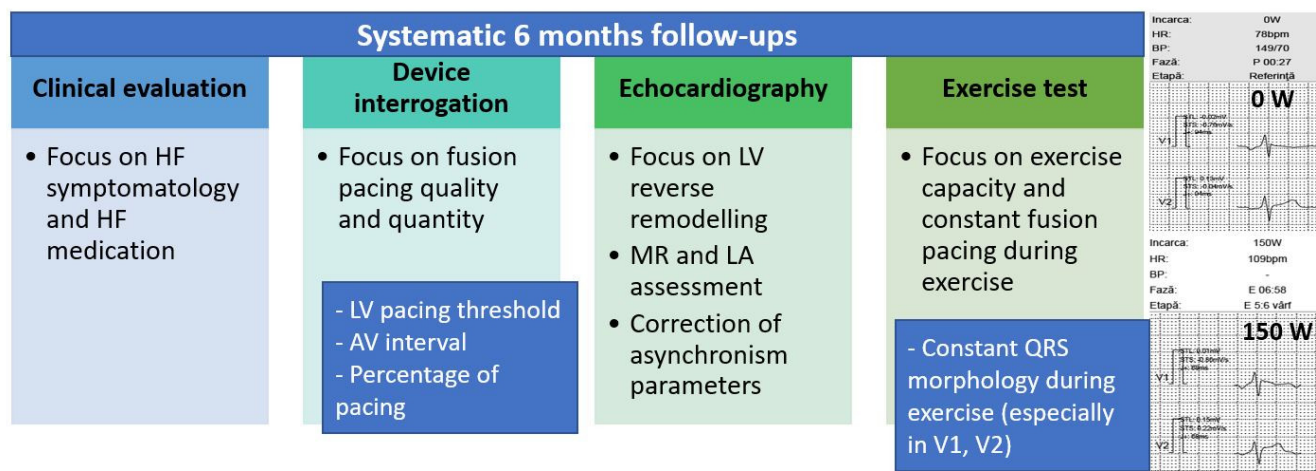 Systematic 6 months follow-ups
Clinical evaluation
• Focus on HF
symptomatology
and HF
medication
Device
interrogation
• Focus on fusion
pacing quality
and quantity
- LV pacing threshold
- AV interval
- Percentage of
pacing
Echocardiography
• Focus on LV
reverse
remodelling
• MR and LA
assessment
• Correction of
asynchronism
parameters
Exercise test
• Focus on exercise
capacity and
constant fusion
pacing during
exercise
- Constant QRS
morphology during
exercise (especially
in V1, V2)
Incarca: 0W
HR: 78bpm
BP: 149/70
Fază: P 00:27
Etapă: Referinţă
0 W
V1
V2
Incarca: 150W
HR: 109bpm
BP: -
Fază: E 06:58
Etapă: E 5:6 vârf
150 W
V1
V2